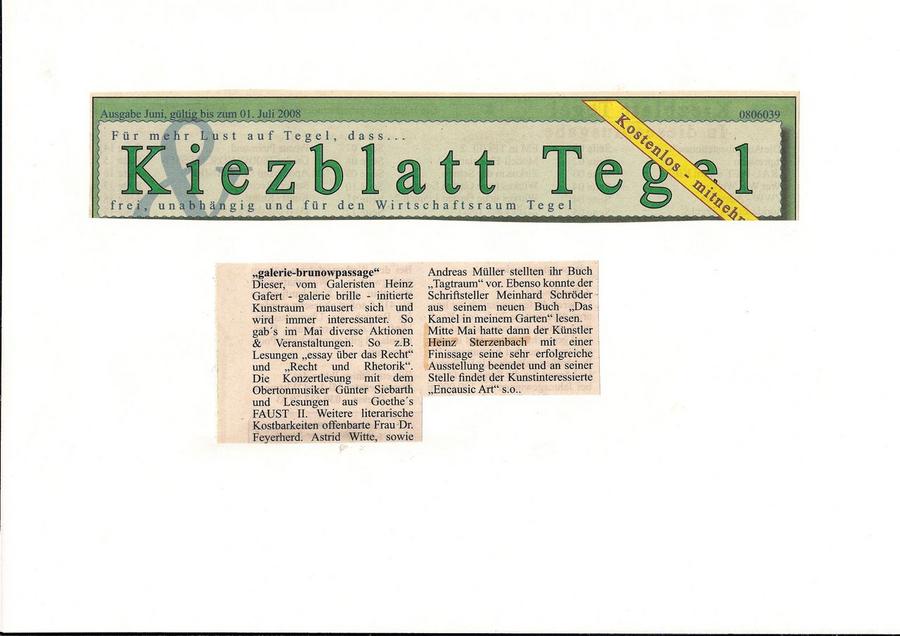 Ausgabe Juni, gültig bis zum 01. Juli 2008
0806039
Für mehr Lust auf Tegel, dass...
Kiezblatt Tegel
Kostenlos - mitnehm
frei, unabhängig und für den Wirtschaftsraum Tegel
„galerie-brunowpassage“
Dieser, vom Galeristen Heinz
Gafert - galerie brille - initierte
Kunstraum mausert sich und
wird immer interessanter. So
gab´s im Mai diverse Aktionen
& Veranstaltungen. So z.B.
Lesungen „essay über das Recht“
und „Recht und Rhetorik“.
Die Konzertlesung mit dem
Obertonmusiker Günter Siebarth
und Lesungen aus Goethe´s
FAUST II. Weitere literarische
Kostbarkeiten offenbarte Frau Dr.
Feyerherd. Astrid Witte, sowie
Andreas Müller stellten ihr Buch
„Tagtraum“ vor. Ebenso konnte der
Schriftsteller Meinhard Schröder
aus seinem neuen Buch „Das
Kamel in meinem Garten“ lesen.
Mitte Mai hatte dann der Künstler
Heinz Sterzenbach mit einer
Finissage seine sehr erfolgreiche
Ausstellung beendet und an seiner
Stelle findet der Kunstinteressierte
„Encausic Art“ s.o..